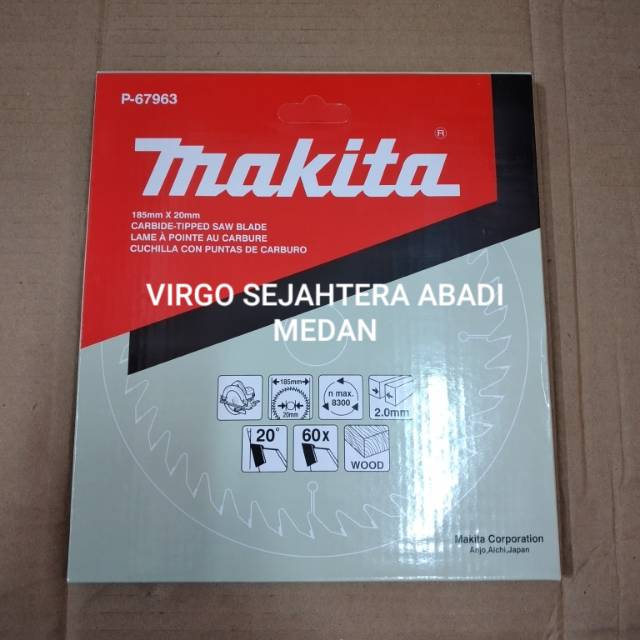 P-67963
makita®
185mm X 20mm
CARBIDE-TIPPED SAW BLADE
LAME À POINTE AU CARBURE
CUCHILLA CON PUNTAS DE CARBURO
VIRGO SEJAHTERA ABADI
MEDAN
185mm
20mm
n max.
8300
2.0mm
20°
60x
WOOD
Makita Corporation
Anjo,Aichi,Japan